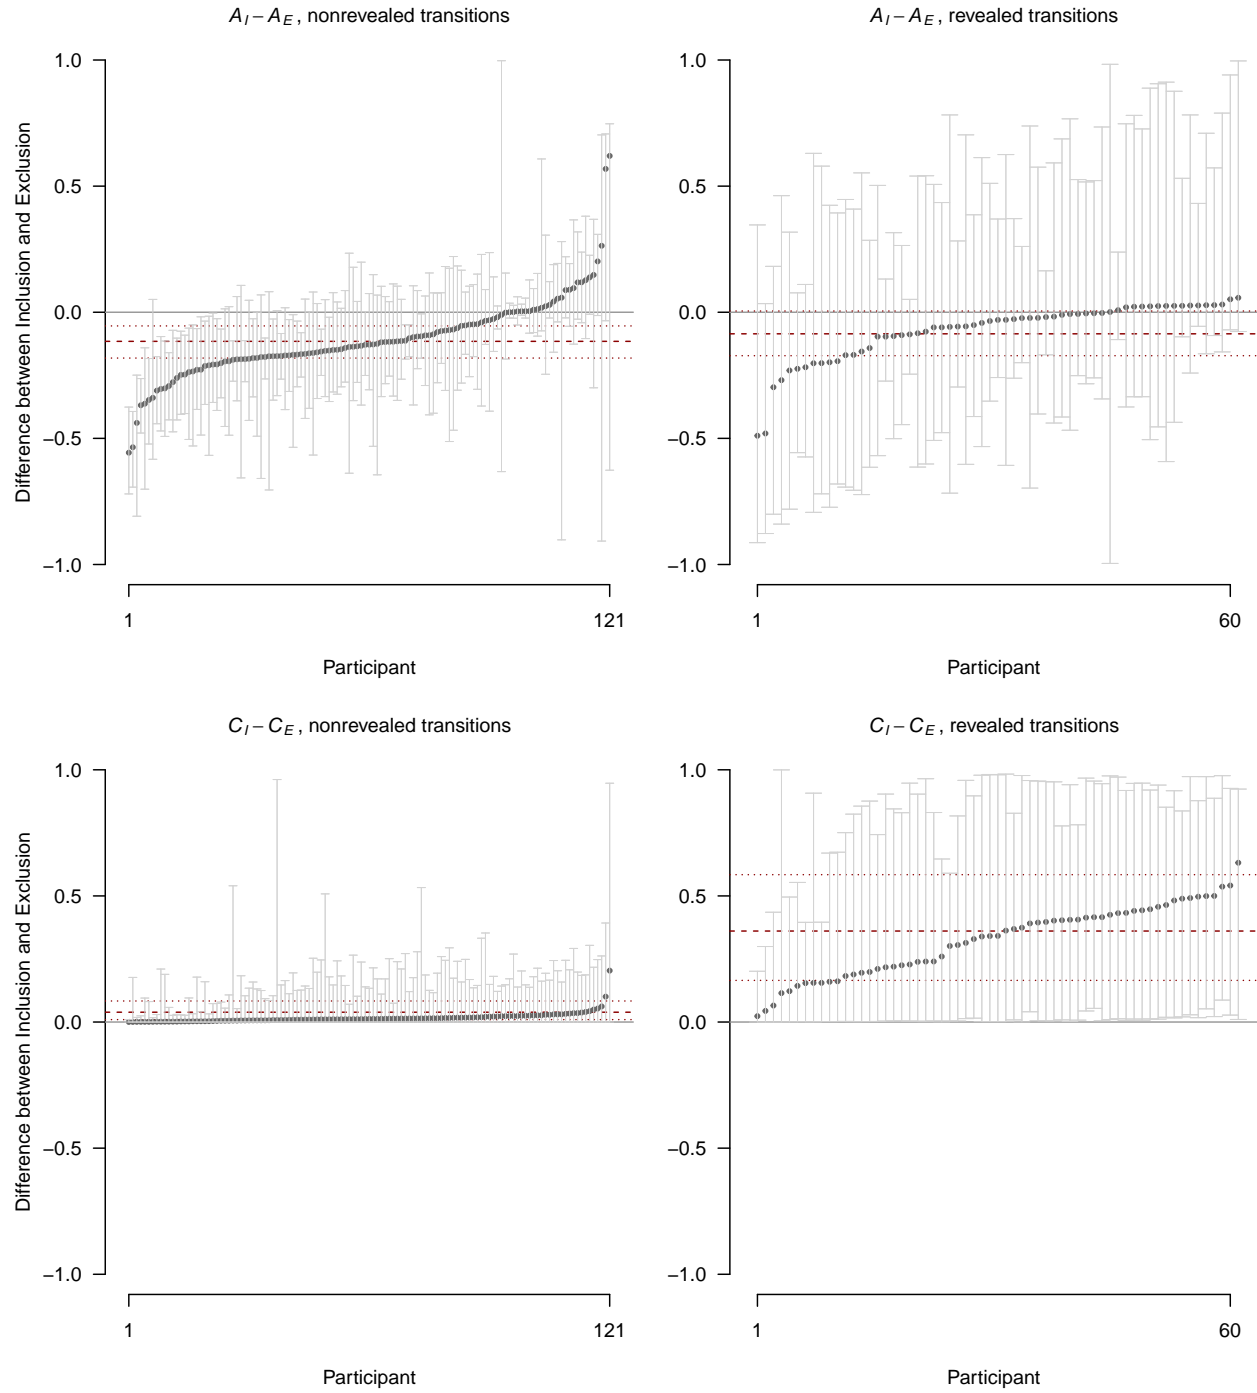 A_I − A_E , nonrevealed transitions
1.0
0.5
0.0
−0.5
−1.0
Difference between Inclusion and Exclusion
1
121
Participant
A_I − A_E , revealed transitions
1.0
0.5
0.0
−0.5
−1.0
1
60
Participant
C_I − C_E , nonrevealed transitions
1.0
0.5
0.0
−0.5
−1.0
Difference between Inclusion and Exclusion
1
121
Participant
C_I − C_E , revealed transitions
1.0
0.5
0.0
−0.5
−1.0
1
60
Participant